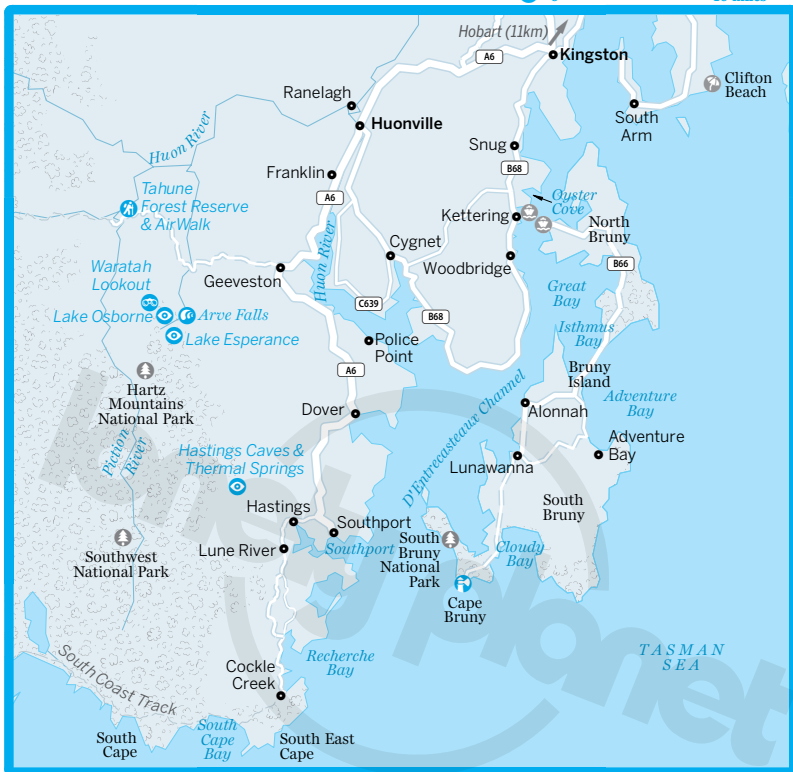 Hobart (11km)
A6
Kingston
Clifton
Beach
Ranelagh
Huonville
South
Arm
Huon River
Snug
B68
Franklin
Tahune
Forest Reserve
& AirWalk
A6
Oyster
Cove
Kettering
North
Bruny
Huon River
Cygnet
Woodbridge
B66
Waratah
Lookout
Geeveston
Great
Bay
C639
B68
Lake Osborne
Arve Falls
Isthmus
Bay
Lake Esperance
Police
Point
A6
Bruny
Island
Hartz
Mountains
National Park
D'Entrecasteaux Channel
Adventure
Bay
Dover
Alonnah
Adventure
Bay
Piction
River
Hastings Caves &
Thermal Springs
Lunawanna
South
Bruny
Hastings
Southport
Southport
South
Bruny
National
Park
Cloudy
Bay
Lune River
Southwest
National Park
Cape
Bruny
TASMAN
SEA
Recherche
Bay
South Coast Track
Cockle
Creek
South
Cape
South
Cape
Bay
South East
Cape
lonely planet